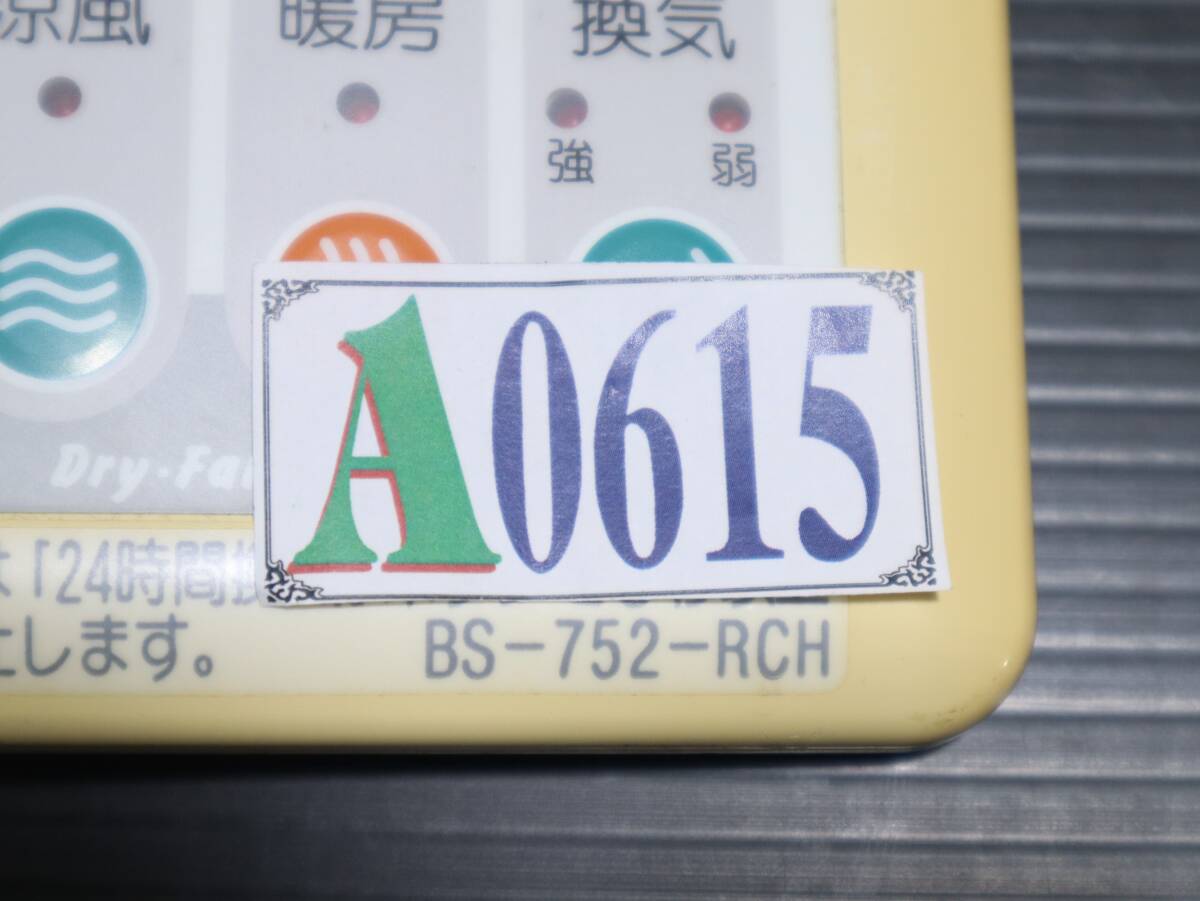 涼風 暖房 換気
強 弱
A0615
Dry・Fa
「24時間換
します。 BS-752-RCH